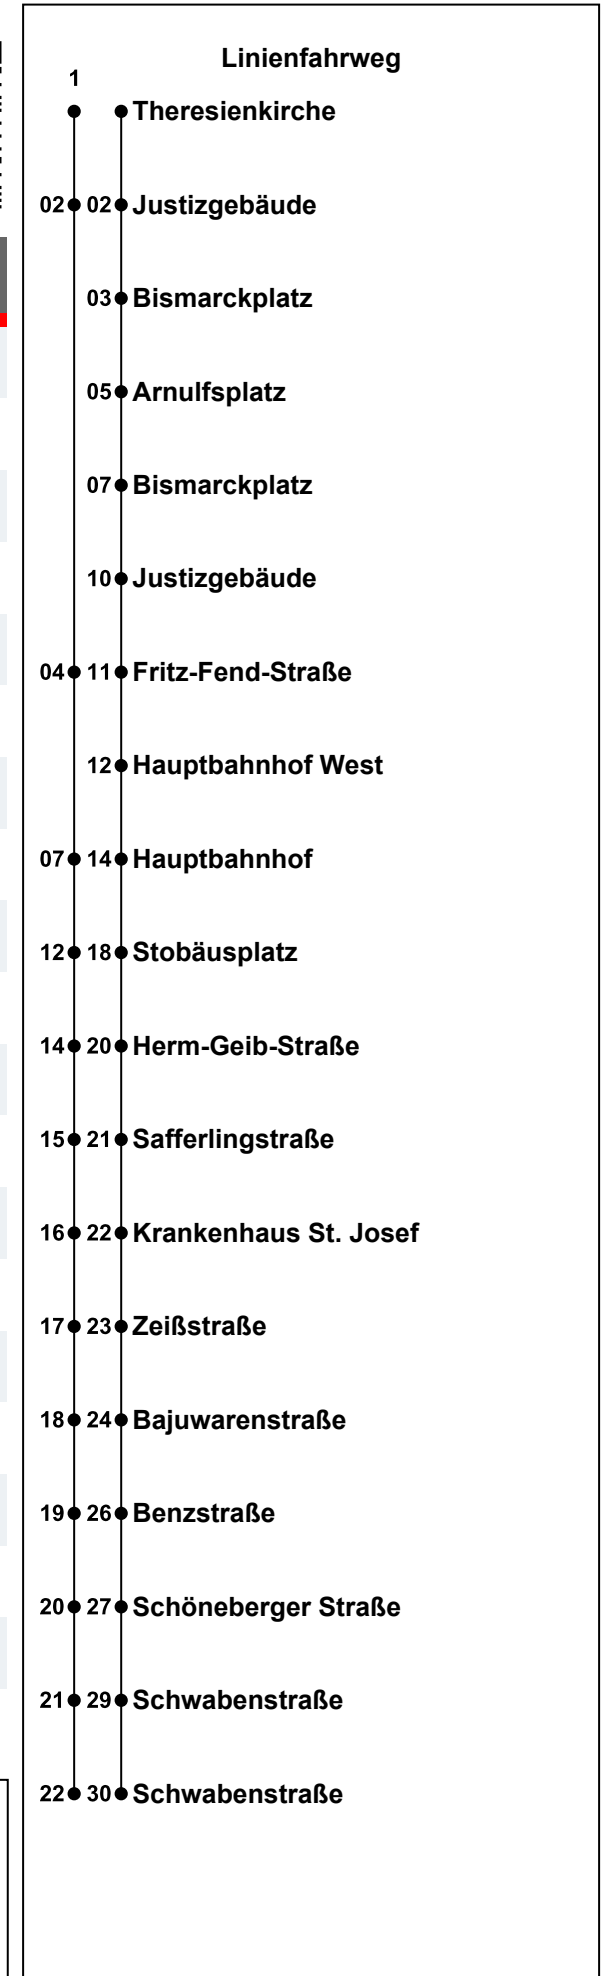 Linienfahrweg
1
Theresienkirche
02 02 Justizgebäude
03 Bismarckplatz
05 Arnulfsplatz
07 Bismarckplatz
10 Justizgebäude
04 11 Fritz-Fend-Straße
12 Hauptbahnhof West
07 14 Hauptbahnhof
12 18 Stobäusplatz
14 20 Herm-Geib-Straße
15 21 Safferlingstraße
16 22 Krankenhaus St. Josef
17 23 Zeißstraße
18 24 Bajuwarenstraße
19 26 Benzstraße
20 27 Schöneberger Straße
21 29 Schwabenstraße
22 30 Schwabenstraße